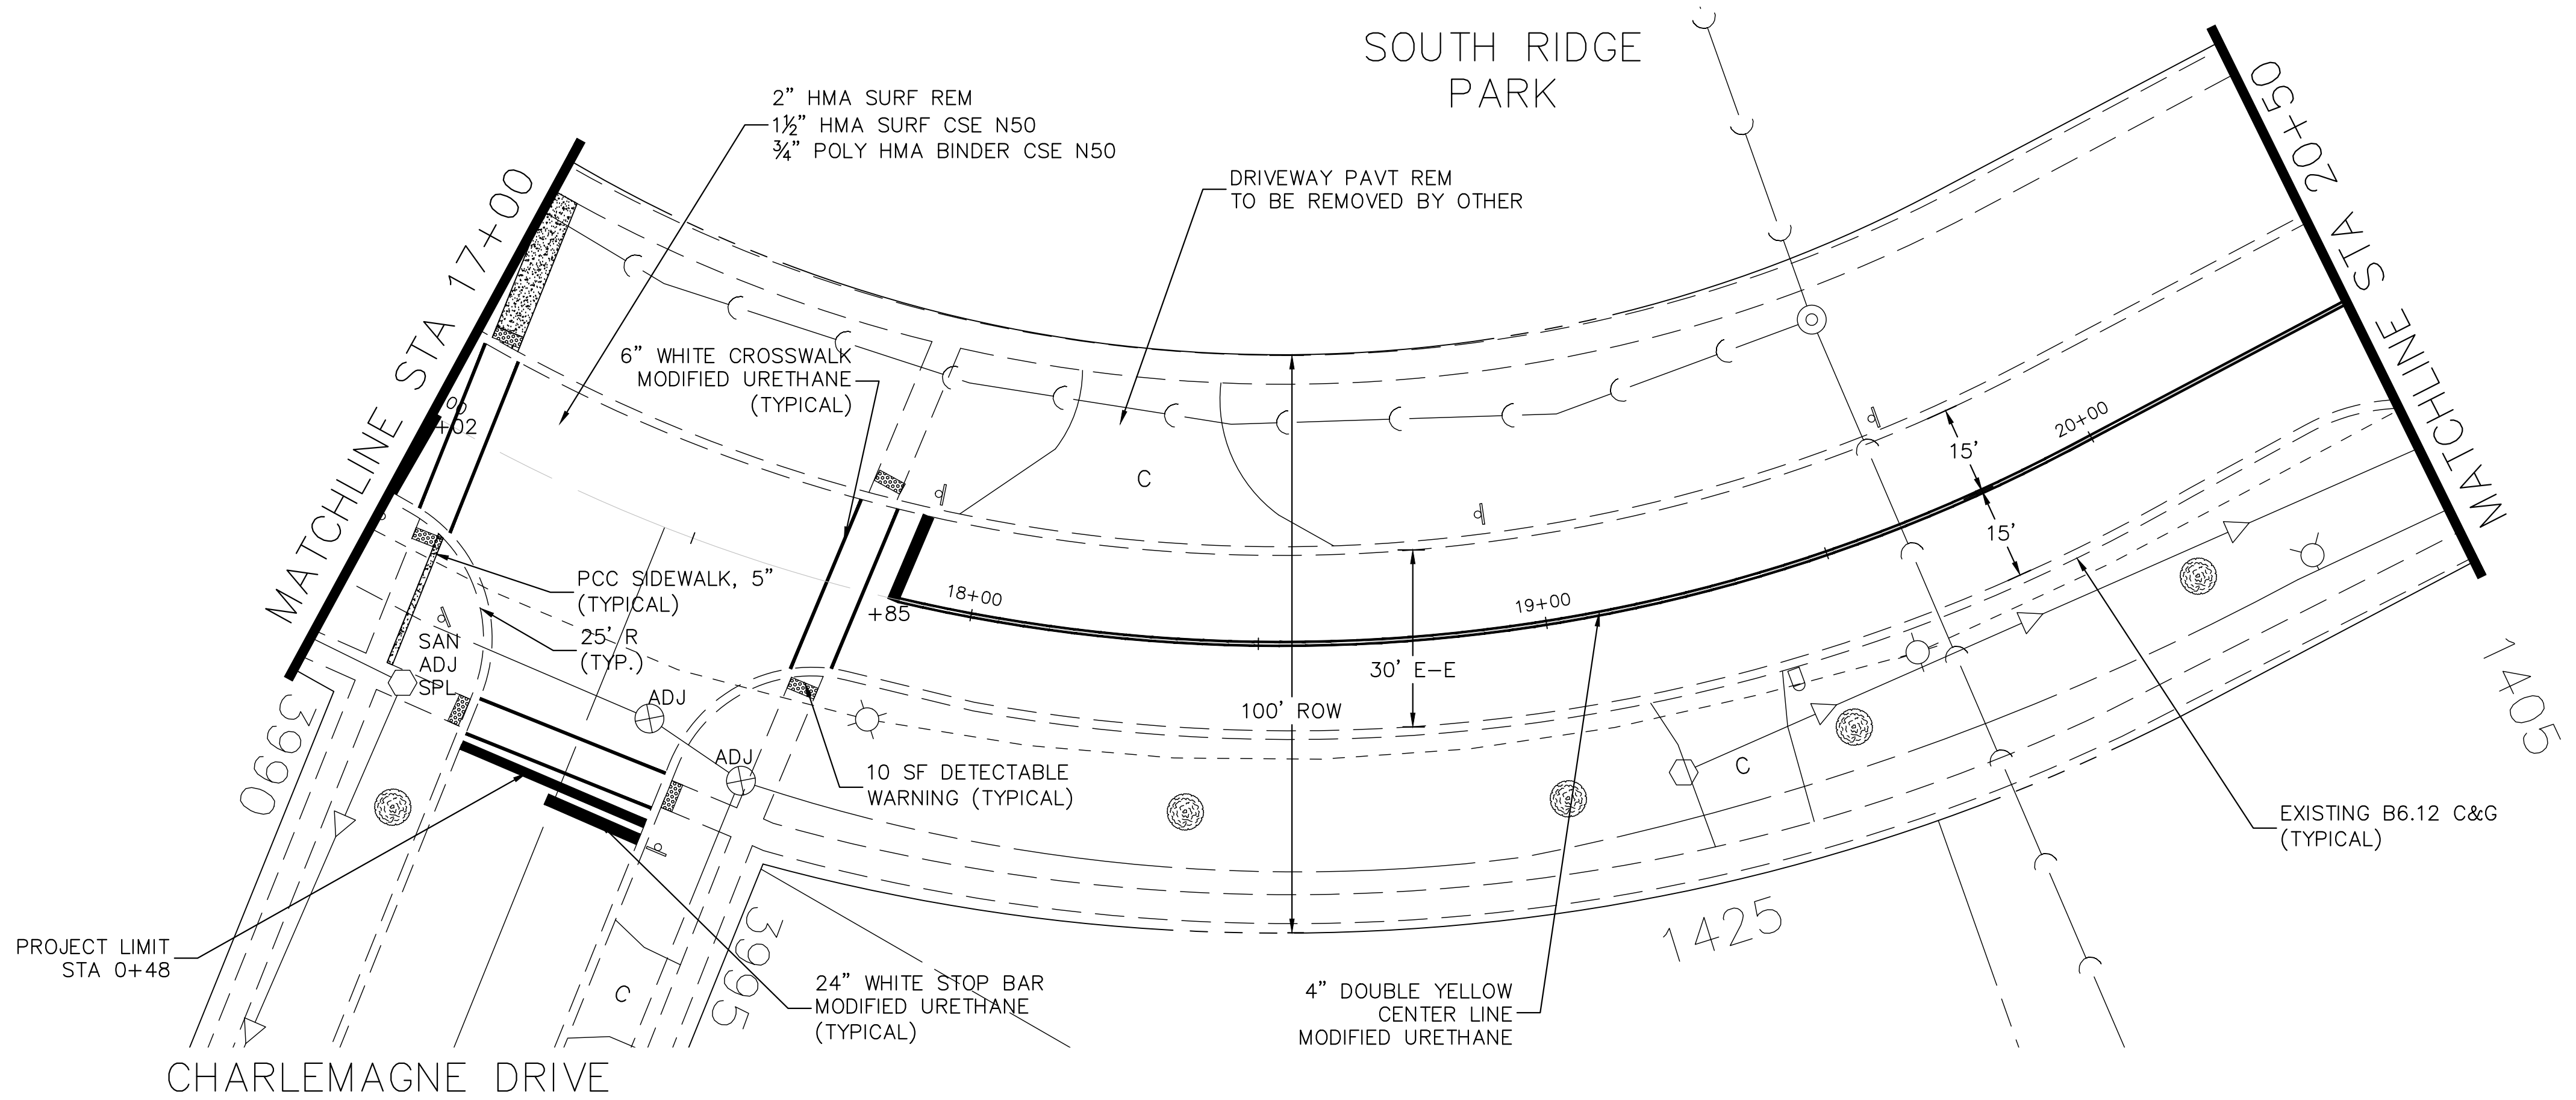 SOUTH RIDGE
PARK
2" HMA SURF REM
1½" HMA SURF CSE N50
¾" POLY HMA BINDER CSE N50
DRIVEWAY PAVT REM
TO BE REMOVED BY OTHER
MATCHLINE STA 17+00
MATCHLINE STA 20+50
6" WHITE CROSSWALK
MODIFIED URETHANE
(TYPICAL)
00
+02
C
15'
15'
20+00
PCC SIDEWALK, 5"
(TYPICAL)
25' R
(TYP.)
SAN
ADJ
SPL
ADJ
ADJ
18+00
+85
19+00
30' E-E
100' ROW
10 SF DETECTABLE
WARNING (TYPICAL)
C
EXISTING B6.12 C&G
(TYPICAL)
1405
3990
3995
1425
PROJECT LIMIT
STA 0+48
C
24" WHITE STOP BAR
MODIFIED URETHANE
(TYPICAL)
4" DOUBLE YELLOW
CENTER LINE
MODIFIED URETHANE
CHARLEMAGNE DRIVE